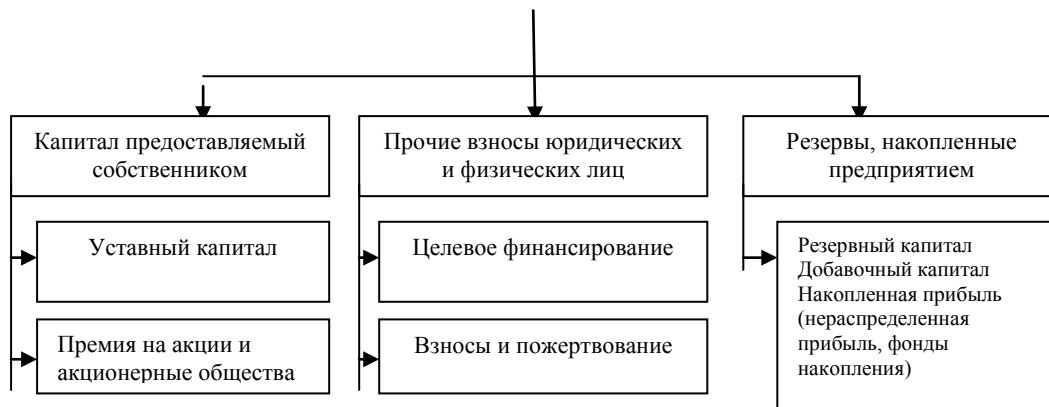 Капитал предоставляемый
собственником
Прочие взносы юридических
и физических лиц
Резервы, накопленные
предприятием
Уставный капитал
Целевое финансирование
Резервный капитал
Добавочный капитал
Накопленная прибыль
(нераспределенная
прибыль, фонды
накопления)
Премия на акции и
акционерные общества
Взносы и пожертвование